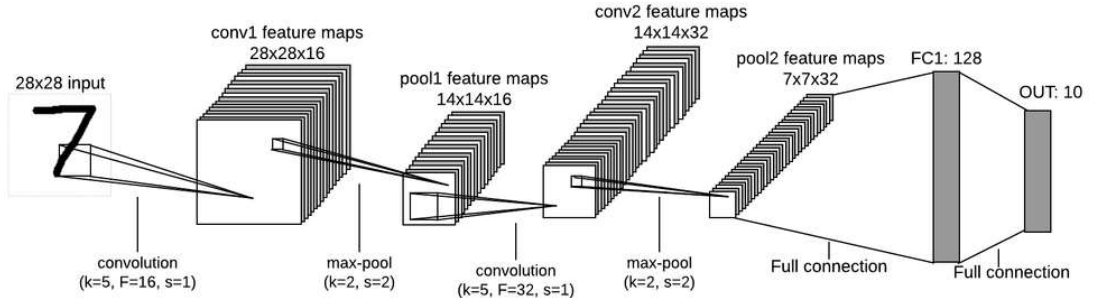 28x28 input
conv1 feature maps
28x28x16
pool1 feature maps
14x14x16
conv2 feature maps
14x14x32
pool2 feature maps
7x7x32
FC1: 128
OUT: 10
7
convolution
(k=5, F=16, s=1)
max-pool
(k=2, s=2)
convolution
(k=5, F=32, s=1)
max-pool
(k=2, s=2)
Full connection
Full connection